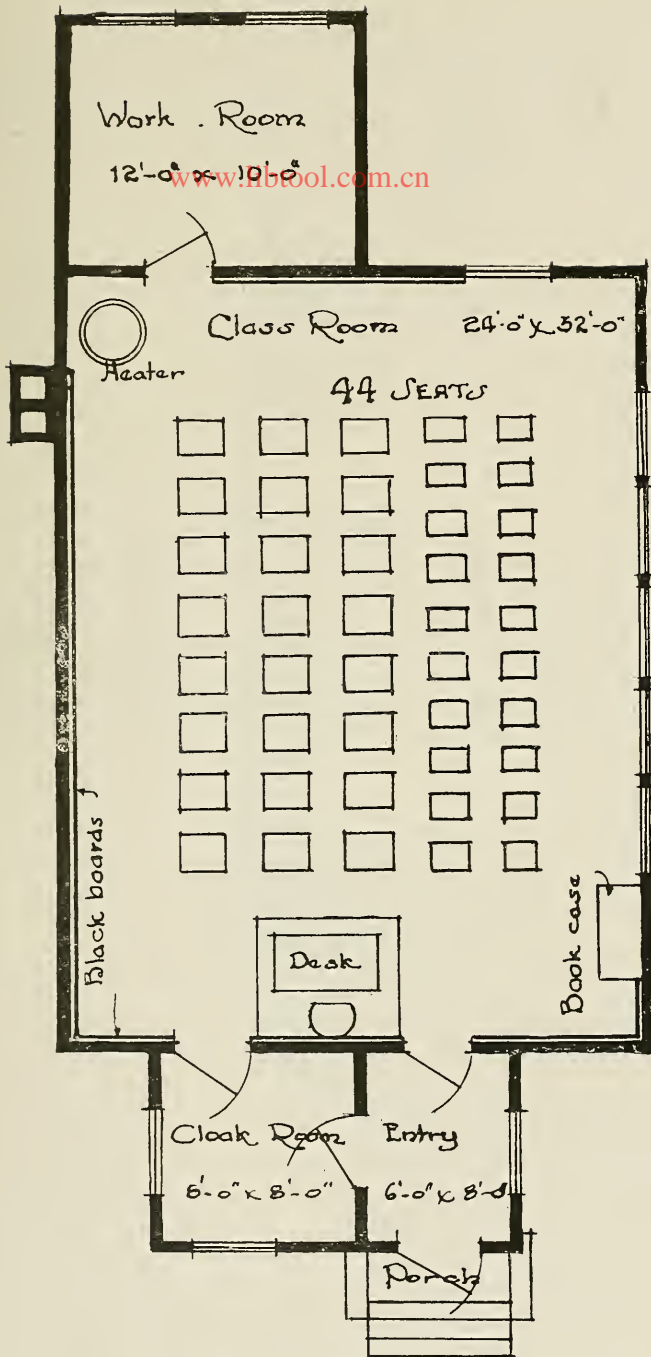 Work . Room
12'-0" x 10'-0"
www.libtool.com.cn
Class Room 24'-0" x 32'-0"
Heater
44 SEATS
Black boards
Desk
Book case
Cloak Room Entry
8'-0" x 8'-0" 6'-0" x 8'-0
Porch